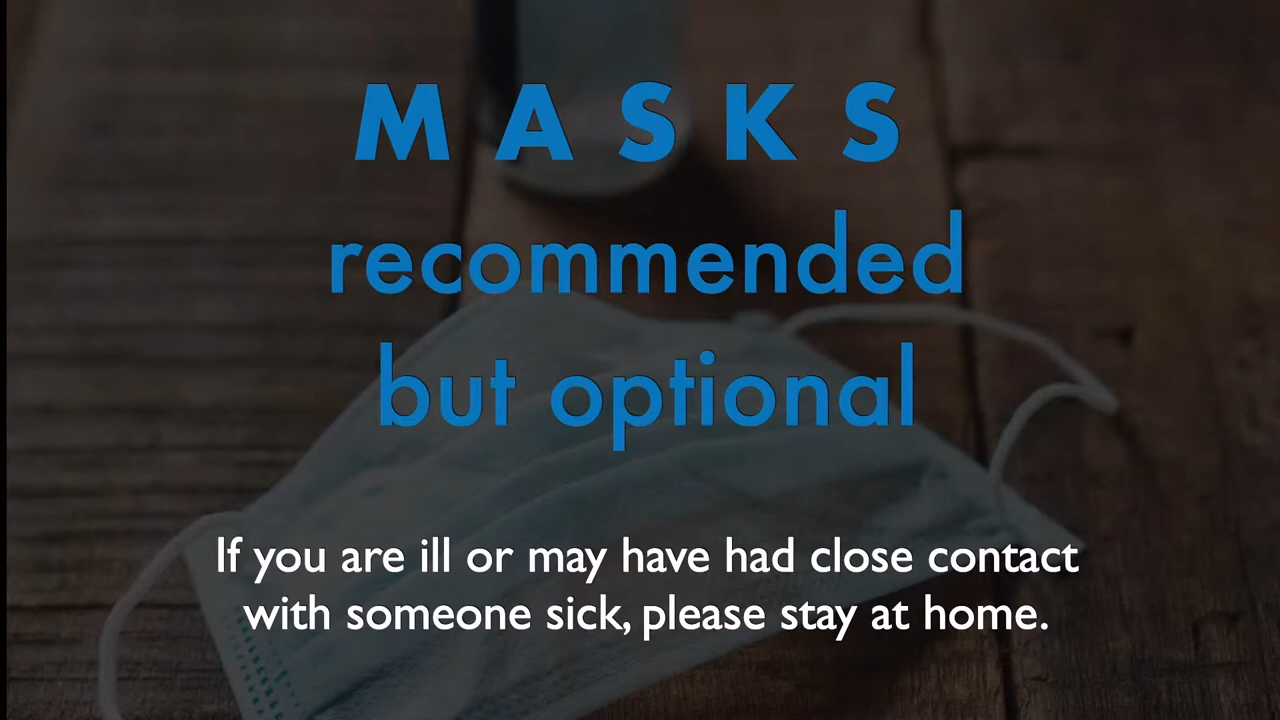 MASKS
recommended
but optional
If you are ill or may have had close contact
with someone sick, please stay at home.